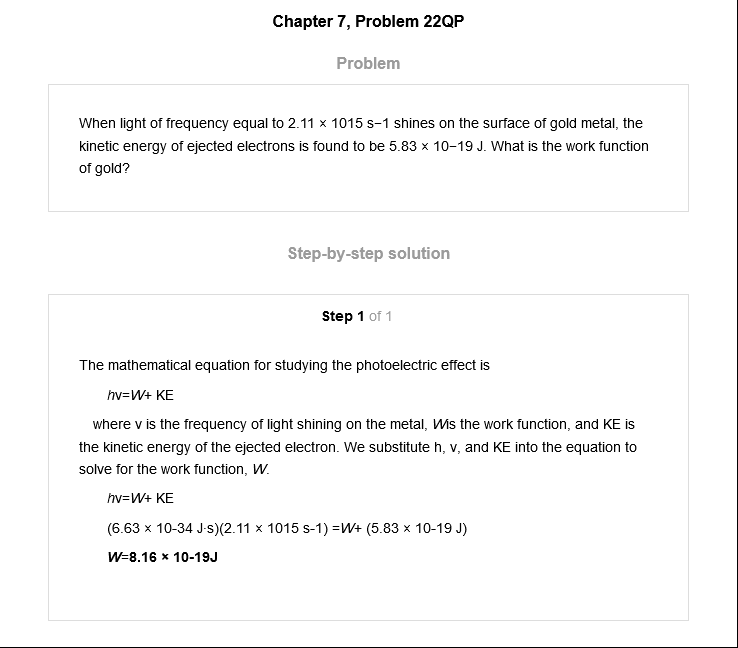 Chapter 7, Problem 22QP
Problem
When light of frequency equal to 2.11 × 1015 s−1 shines on the surface of gold metal, the
kinetic energy of ejected electrons is found to be 5.83 × 10−19 J. What is the work function
of gold?
Step-by-step solution
Step 1 of 1
The mathematical equation for studying the photoelectric effect is
hv=W+ KE
where v is the frequency of light shining on the metal, Wis the work function, and KE is
the kinetic energy of the ejected electron. We substitute h, v, and KE into the equation to
solve for the work function, W.
hv=W+ KE
(6.63 × 10-34 J·s)(2.11 × 1015 s-1) =W+ (5.83 × 10-19 J)
W=8.16 × 10-19J